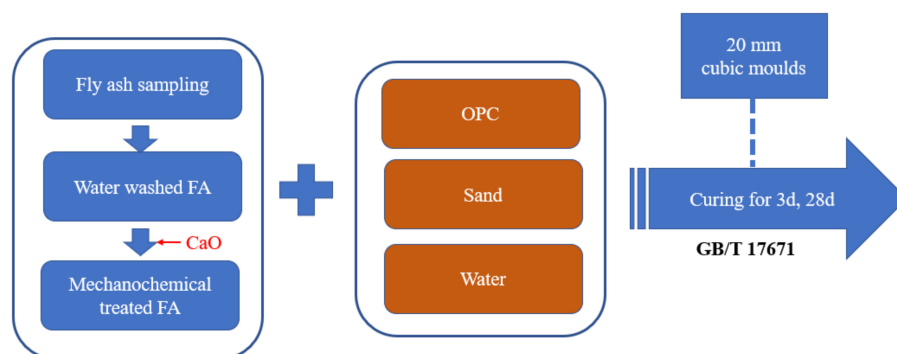 Fly ash sampling
Water washed FA
CaO
Mechanochemical
treated FA
OPC
Sand
Water
20 mm
cubic moulds
Curing for 3d, 28d
GB/T 17671